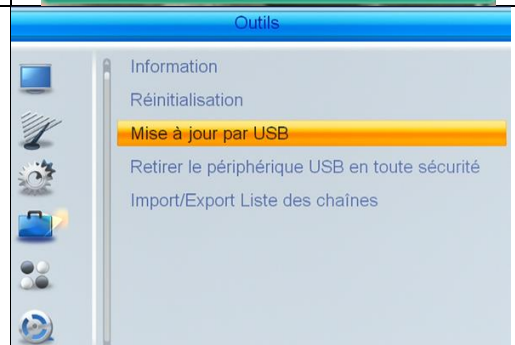 Outils
Information
Réinitialisation
Mise à jour par USB
Retirer le périphérique USB en toute sécurité
Import/Export Liste des chaînes